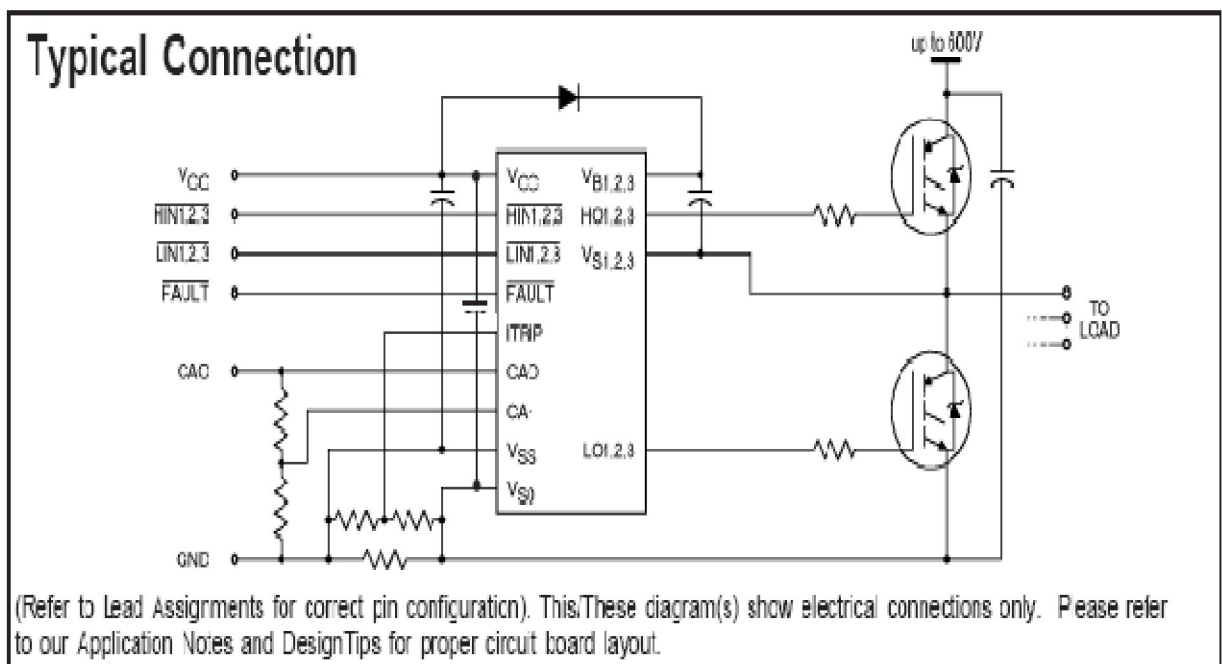 Typical Connection
up to 600V
VCC
HIN1,2,3
LIN1,2,3
FAULT
CAO
GND
VCC
HIN1,2,3
LIN1,2,3
FAULT
ITRIP
CAO
CA-
VSS
VS0
VB1,2,3
HO1,2,3
VS1,2,3
LO1,2,3
TO
LOAD
(Refer to Lead Assignments for correct pin configuration). This/These diagram(s) show electrical connections only. Please refer
to our Application Notes and DesignTips for proper circuit board layout.